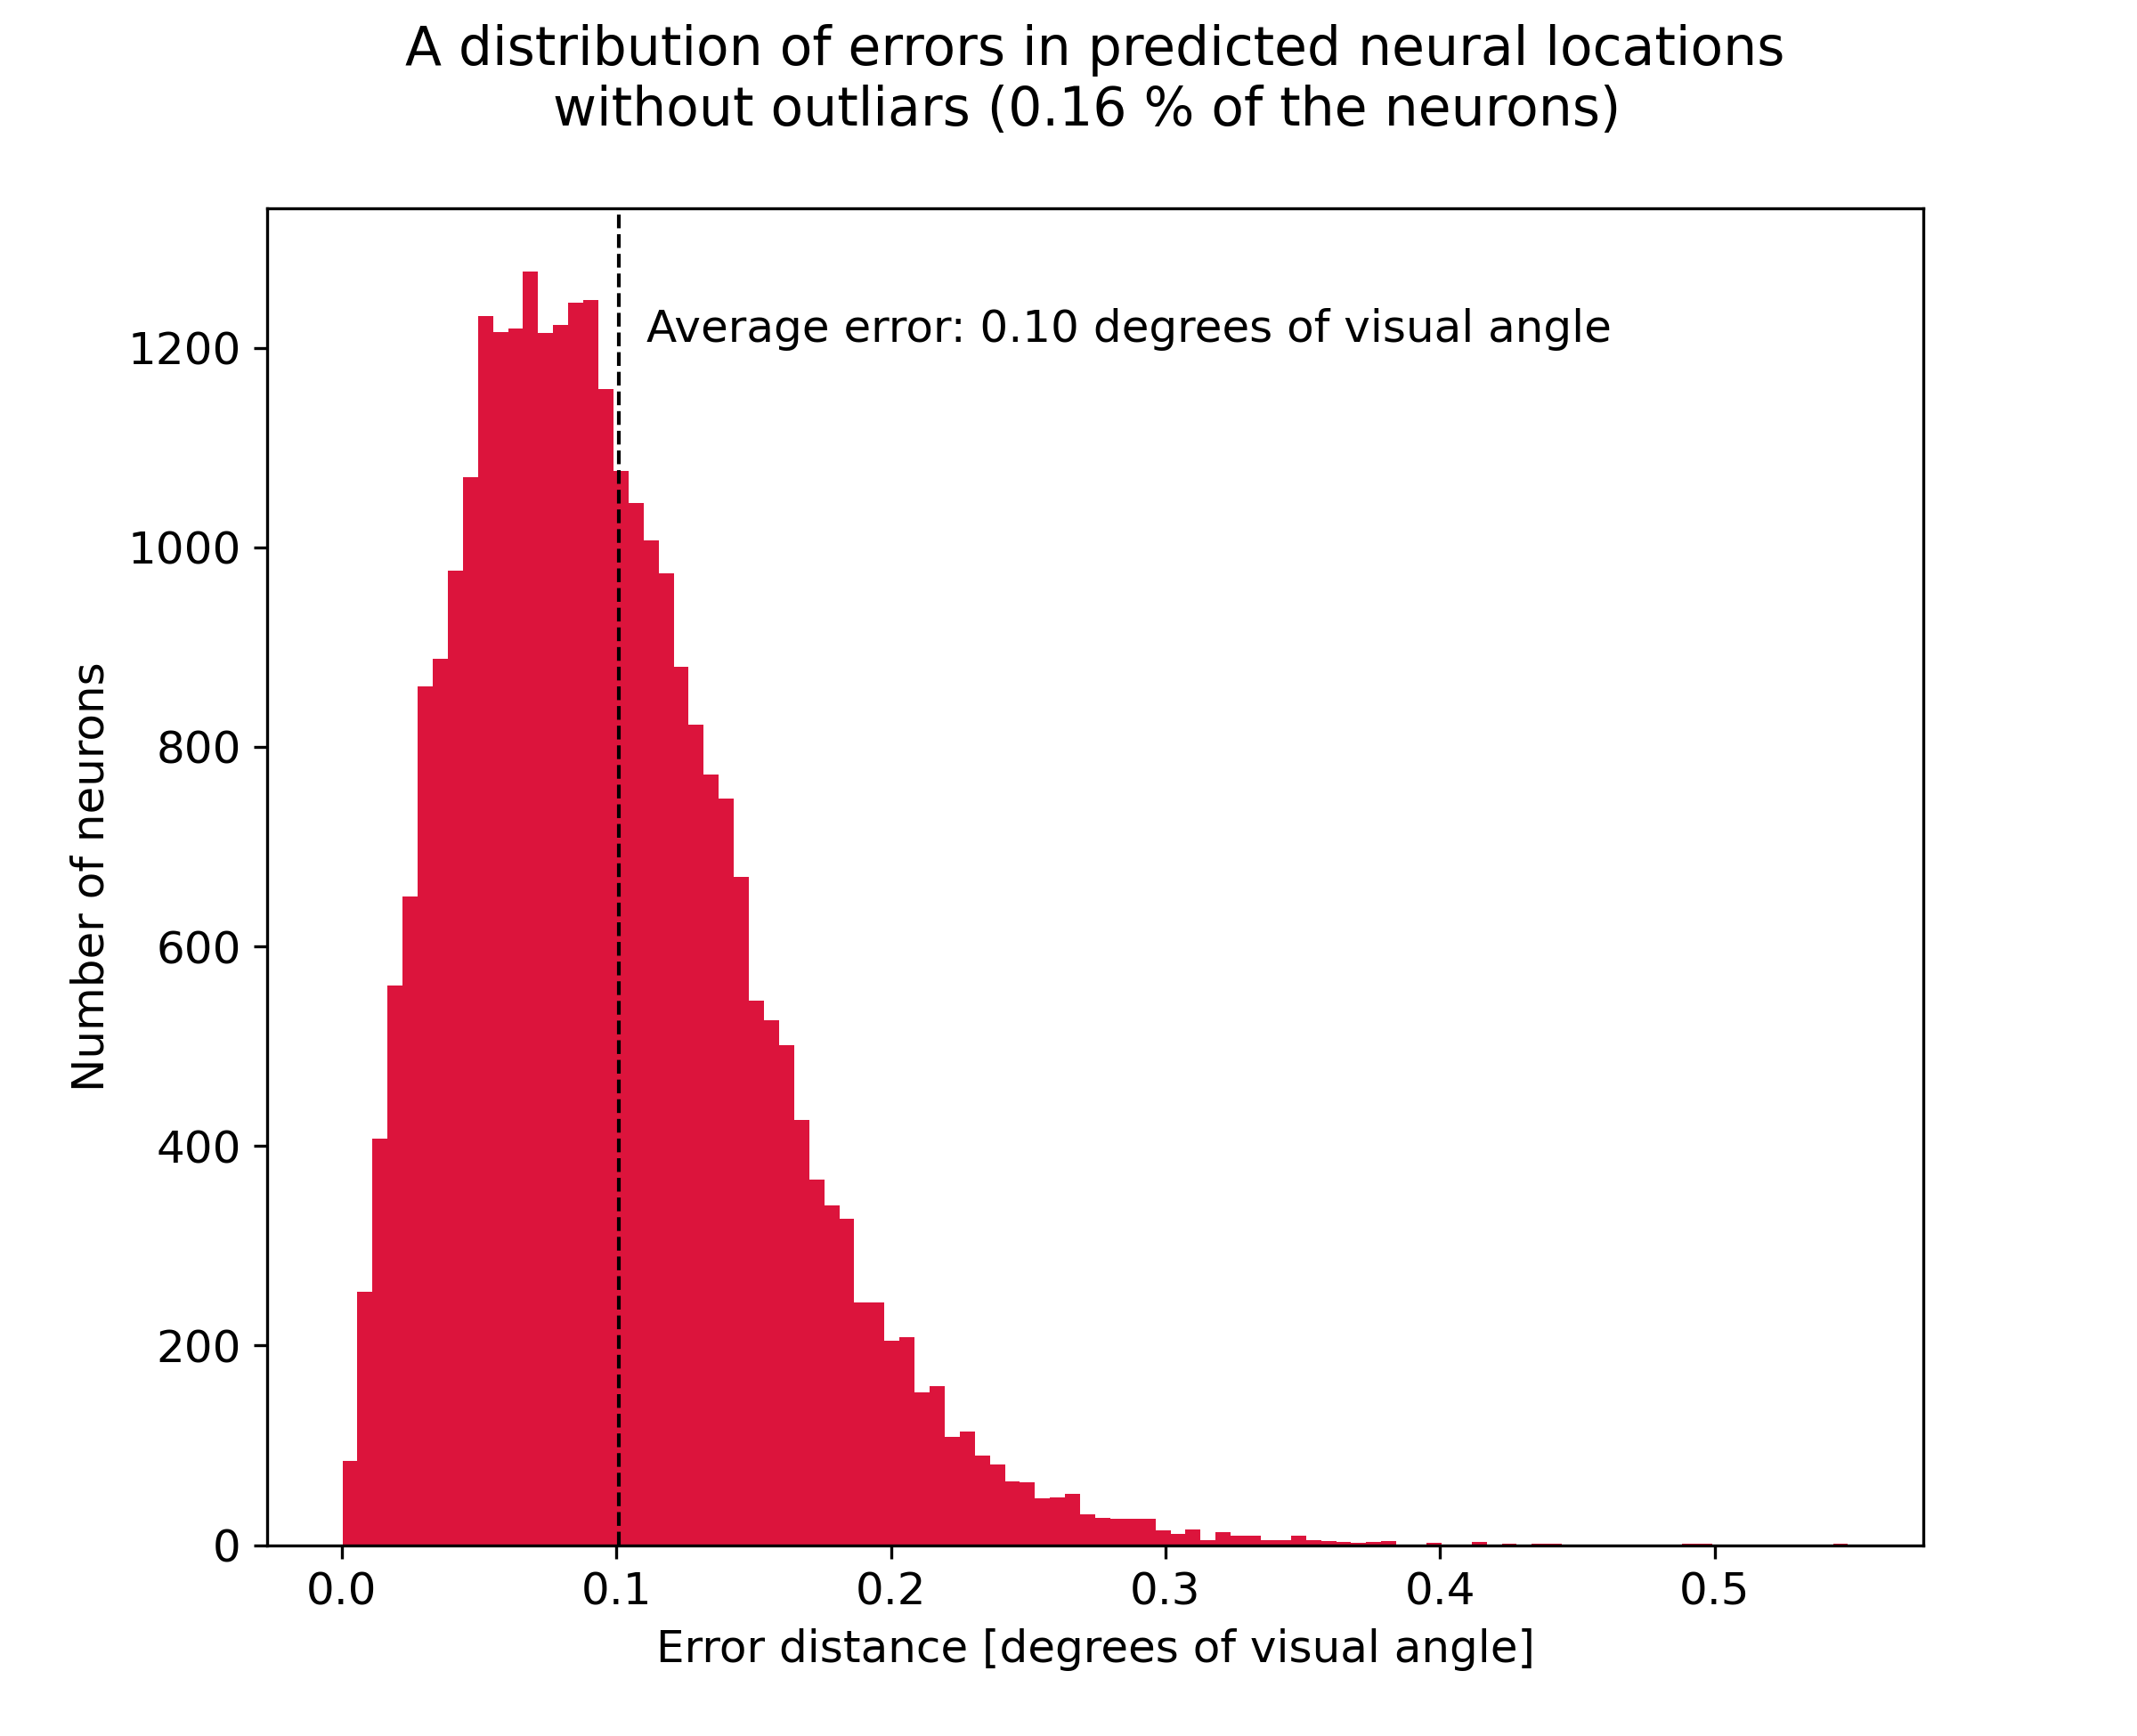 A distribution of errors in predicted neural locations
without outliars (0.16 % of the neurons)
Average error: 0.10 degrees of visual angle
1200
1000
800
600
400
200
0
Number of neurons
0.0 0.1 0.2 0.3 0.4 0.5
Error distance [degrees of visual angle]